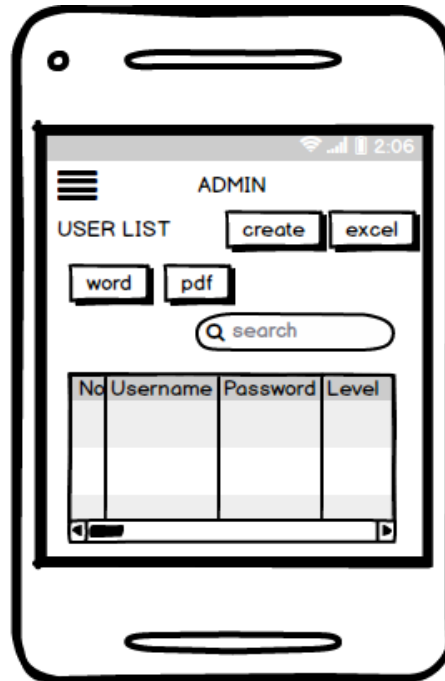 2:06
ADMIN
USER LIST create excel
word pdf
search
No Username Password Level